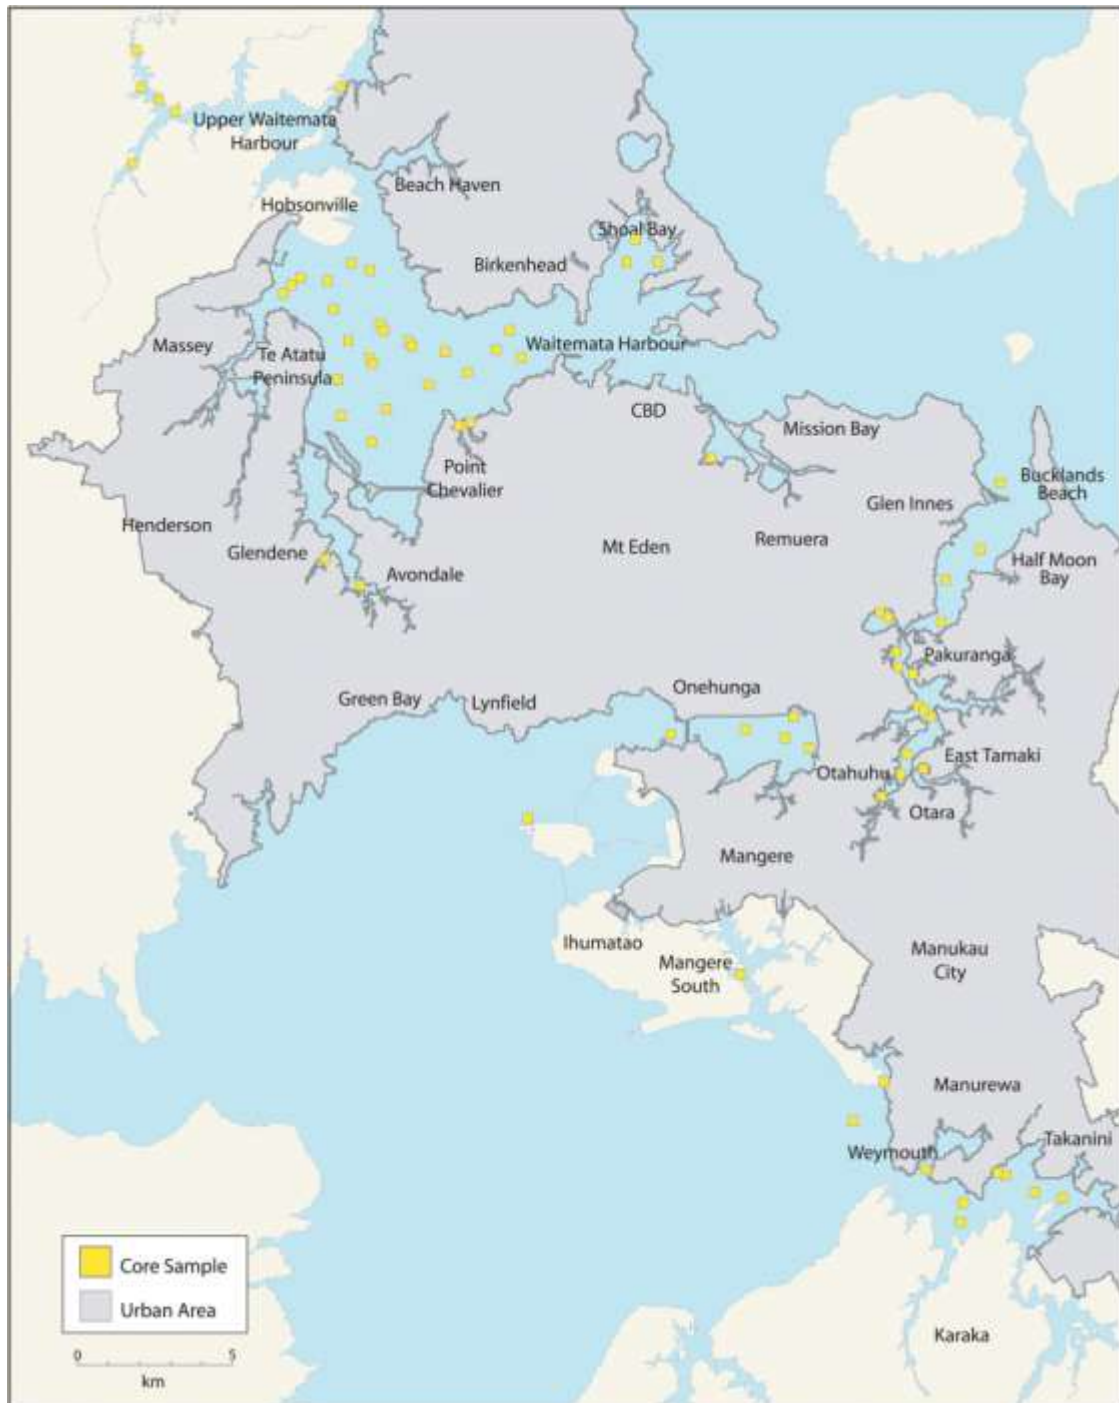 Upper Waitemata
Harbour
Beach Haven
Hobsonville
Shoal Bay
Birkenhead
Waitemata Harbour
Massey
Te Atatu
Peninsula
CBD
Mission Bay
Point
Chevalier
Bucklands
Beach
Glen Innes
Henderson
Glendene
Mt Eden
Remuera
Half Moon
Bay
Avondale
Pakuranga
Onehunga
Green Bay
Lynfield
East Tamaki
Otahuhu
Otara
Mangere
Ihumatao
Mangere
South
Manukau
City
Manurewa
Takanini
Weymouth
Karaka
Core Sample
Urban Area
0 5
km